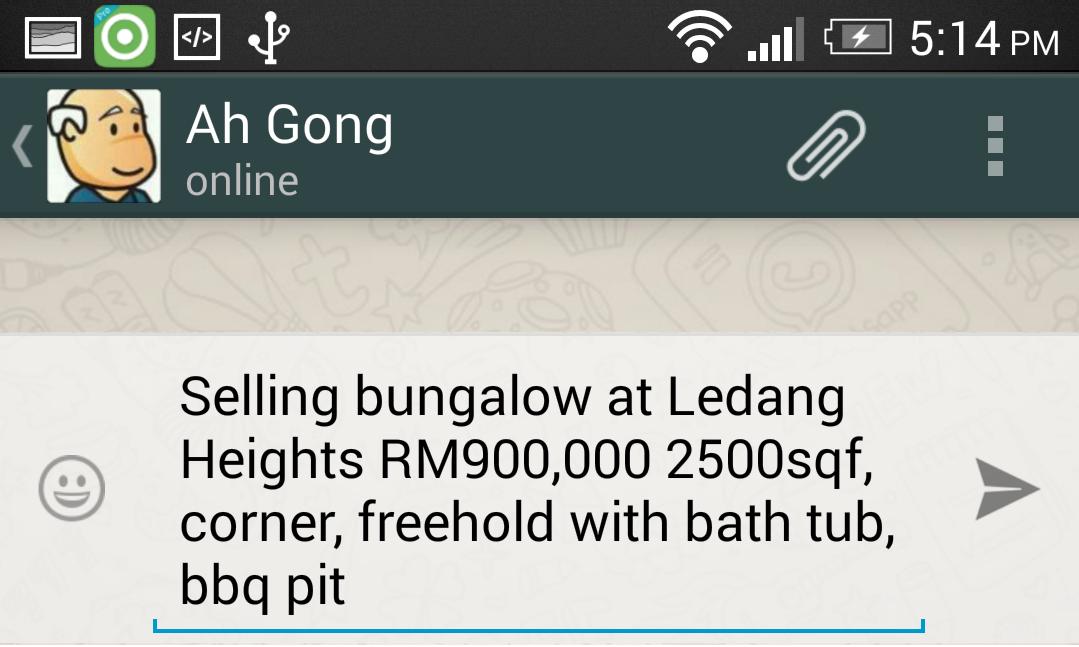 5:14 PM
Ah Gong
online
Selling bungalow at Ledang
Heights RM900,000 2500sqf,
corner, freehold with bath tub,
bbq pit